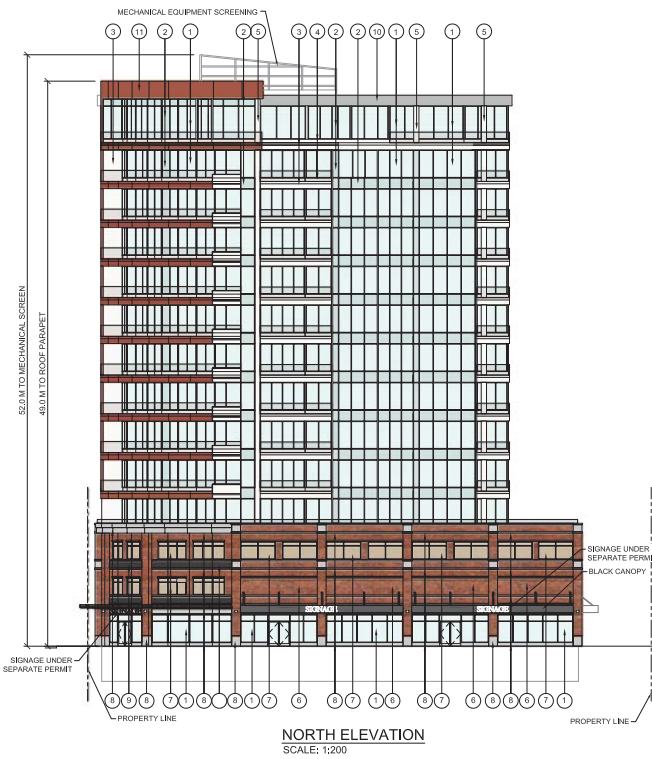 MECHANICAL EQUIPMENT SCREENING
3 11 2 1 2 5 3 4 2 2 10 1 5 1 5
52.0 M TO MECHANICAL SCREEN
49.0 M TO ROOF PARAPET
SIGNAGE UNDER
SEPARATE PERMI
BLACK CANOPY
SIGNAGE
SIGNAGE
SIGNAGE UNDER
SEPARATE PERMIT
8 9 8 7 1 8 8 1 7 6 8 7 1 6 8 7 6 8 8 6 7 1
PROPERTY LINE
PROPERTY LINE
NORTH ELEVATION
SCALE: 1:200